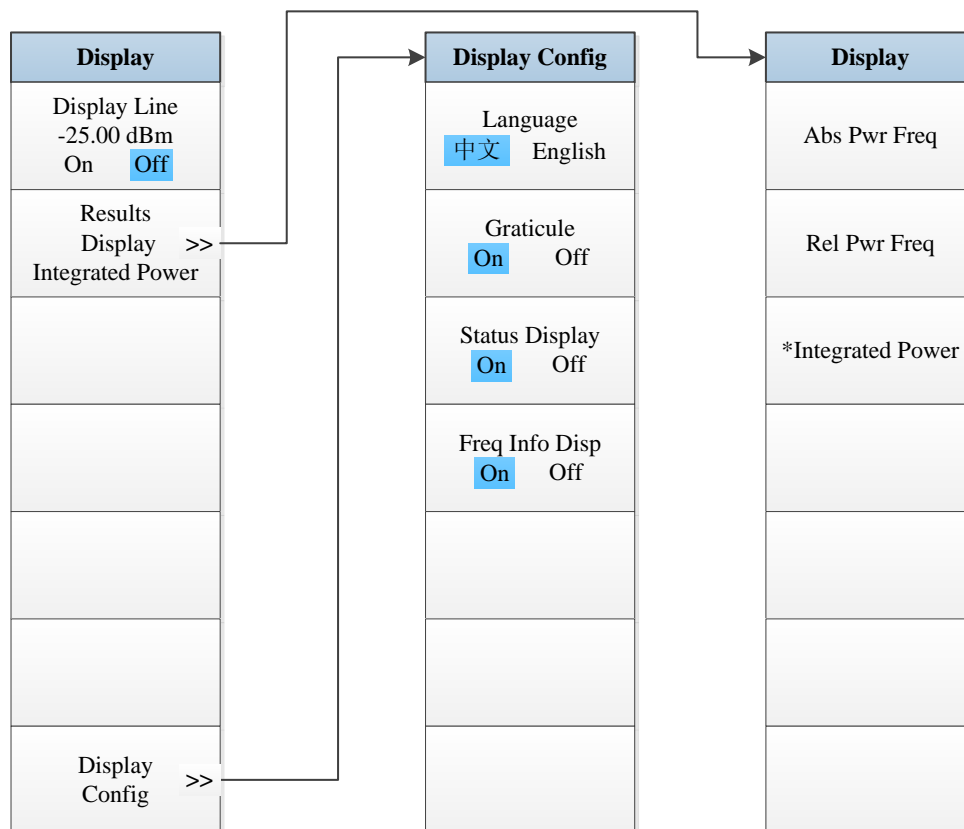 Display
Display Line
-25.00 dBm
On Off
Results
Display >>
Integrated Power
Display
Config >>
Display Config
Language
中文 English
Graticule
On Off
Status Display
On Off
Freq Info Disp
On Off
Display
Abs Pwr Freq
Rel Pwr Freq
*Integrated Power